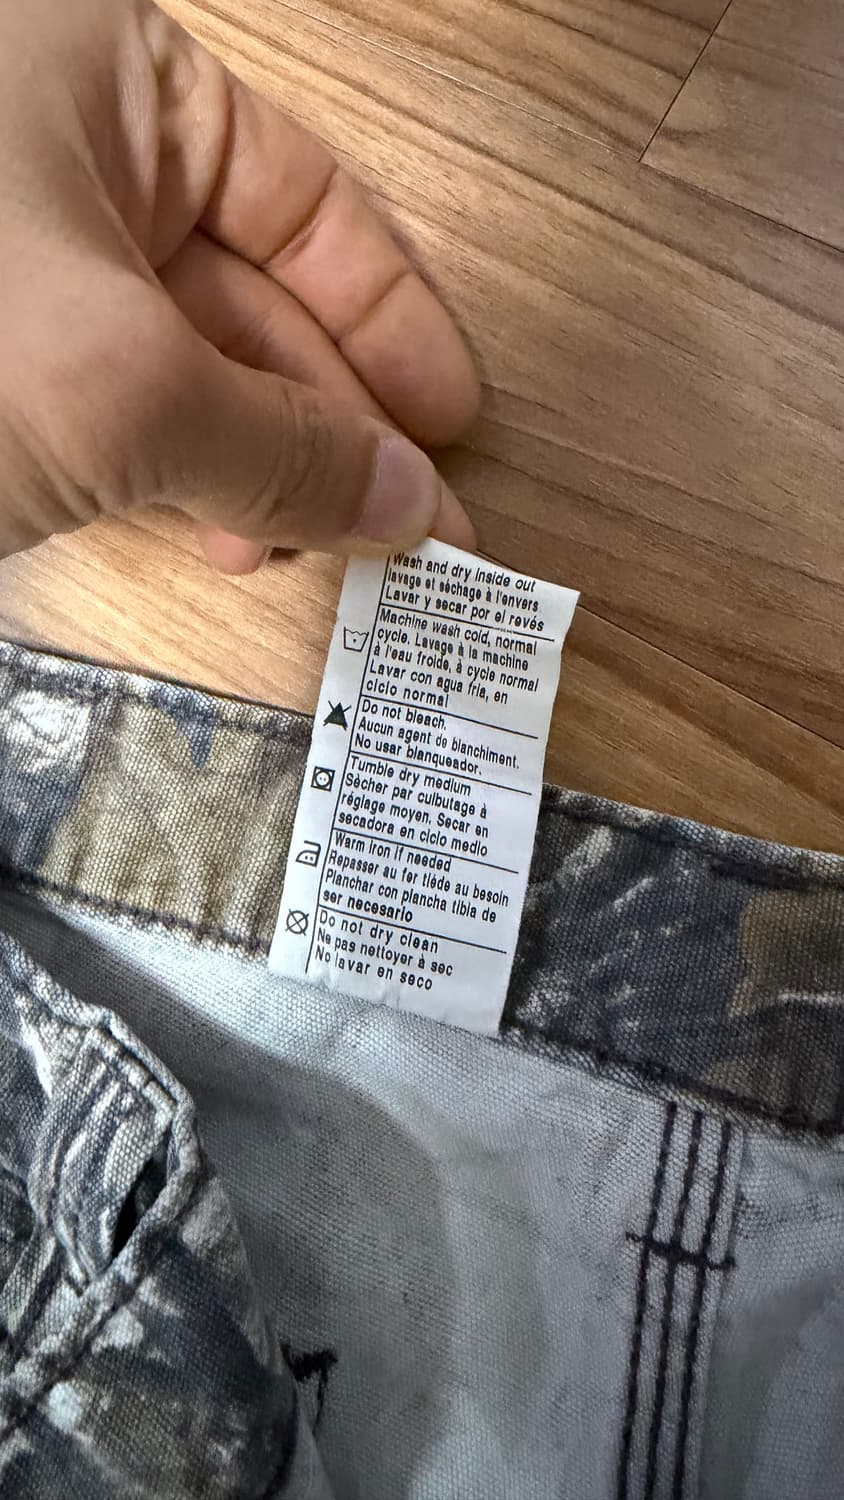 Wash and dry inside out
lavage et séchage à l'envers
Lavar y secar por el revés
Machine wash cold, normal
cycle. Lavage à la machine
à l'eau froide, à cycle normal
Lavar con agua fría, en
ciclo normal
Do not bleach.
Aucun agent de blanchiment.
No usar blanqueador.
Tumble dry medium
Sécher par culbutage à
réglage moyen. Secar en
secadora en ciclo medio
Warm iron if needed
Repasser au fer tiède au besoin
Planchar con plancha tibia de
ser necesario
Do not dry clean
Ne pas nettoyer à sec
No lavar en seco